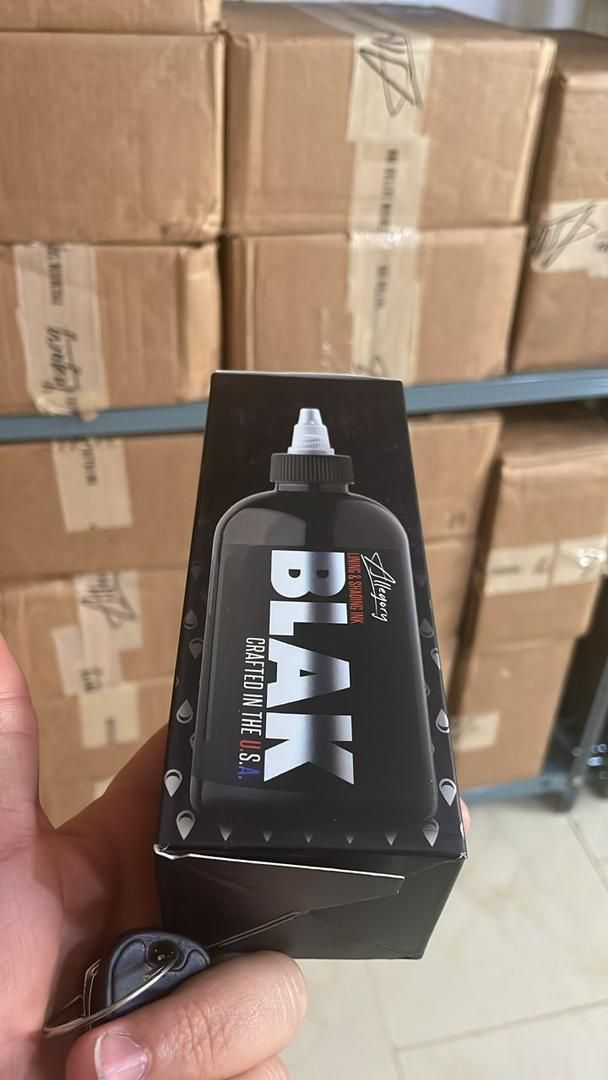 Allegory
LINING & SHADING INK
BLAK
CRAFTED IN THE U.S.A.